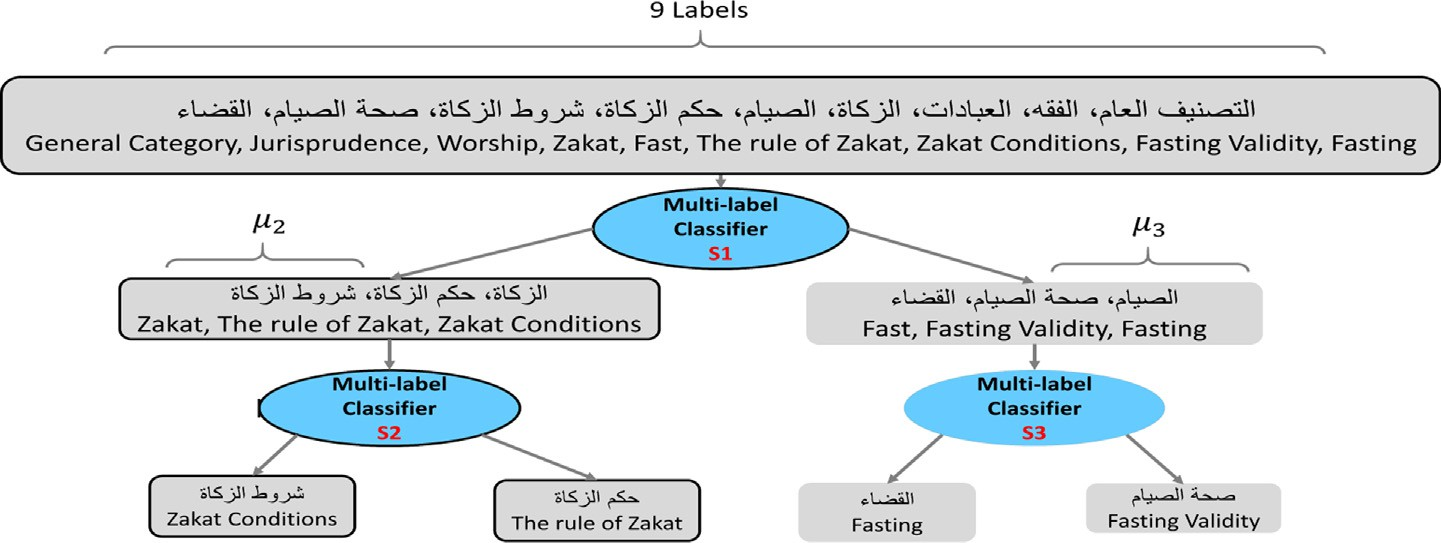 9 Labels
التصنيف العام، الفقه، العبادات، الزكاة، الصيام، حكم الزكاة، شروط الزكاة، صحة الصيام، القضاء
General Category, Jurisprudence, Worship, Zakat, Fast, The rule of Zakat, Zakat Conditions, Fasting Validity, Fasting
Multi-label
Classifier
S1
μ2
μ3
الزكاة، حكم الزكاة، شروط الزكاة
Zakat, The rule of Zakat, Zakat Conditions
الصيام، صحة الصيام، القضاء
Fast, Fasting Validity, Fasting
Multi-label
Classifier
S2
Multi-label
Classifier
S3
شروط الزكاة
Zakat Conditions
حكم الزكاة
The rule of Zakat
القضاء
Fasting
صحة الصيام
Fasting Validity